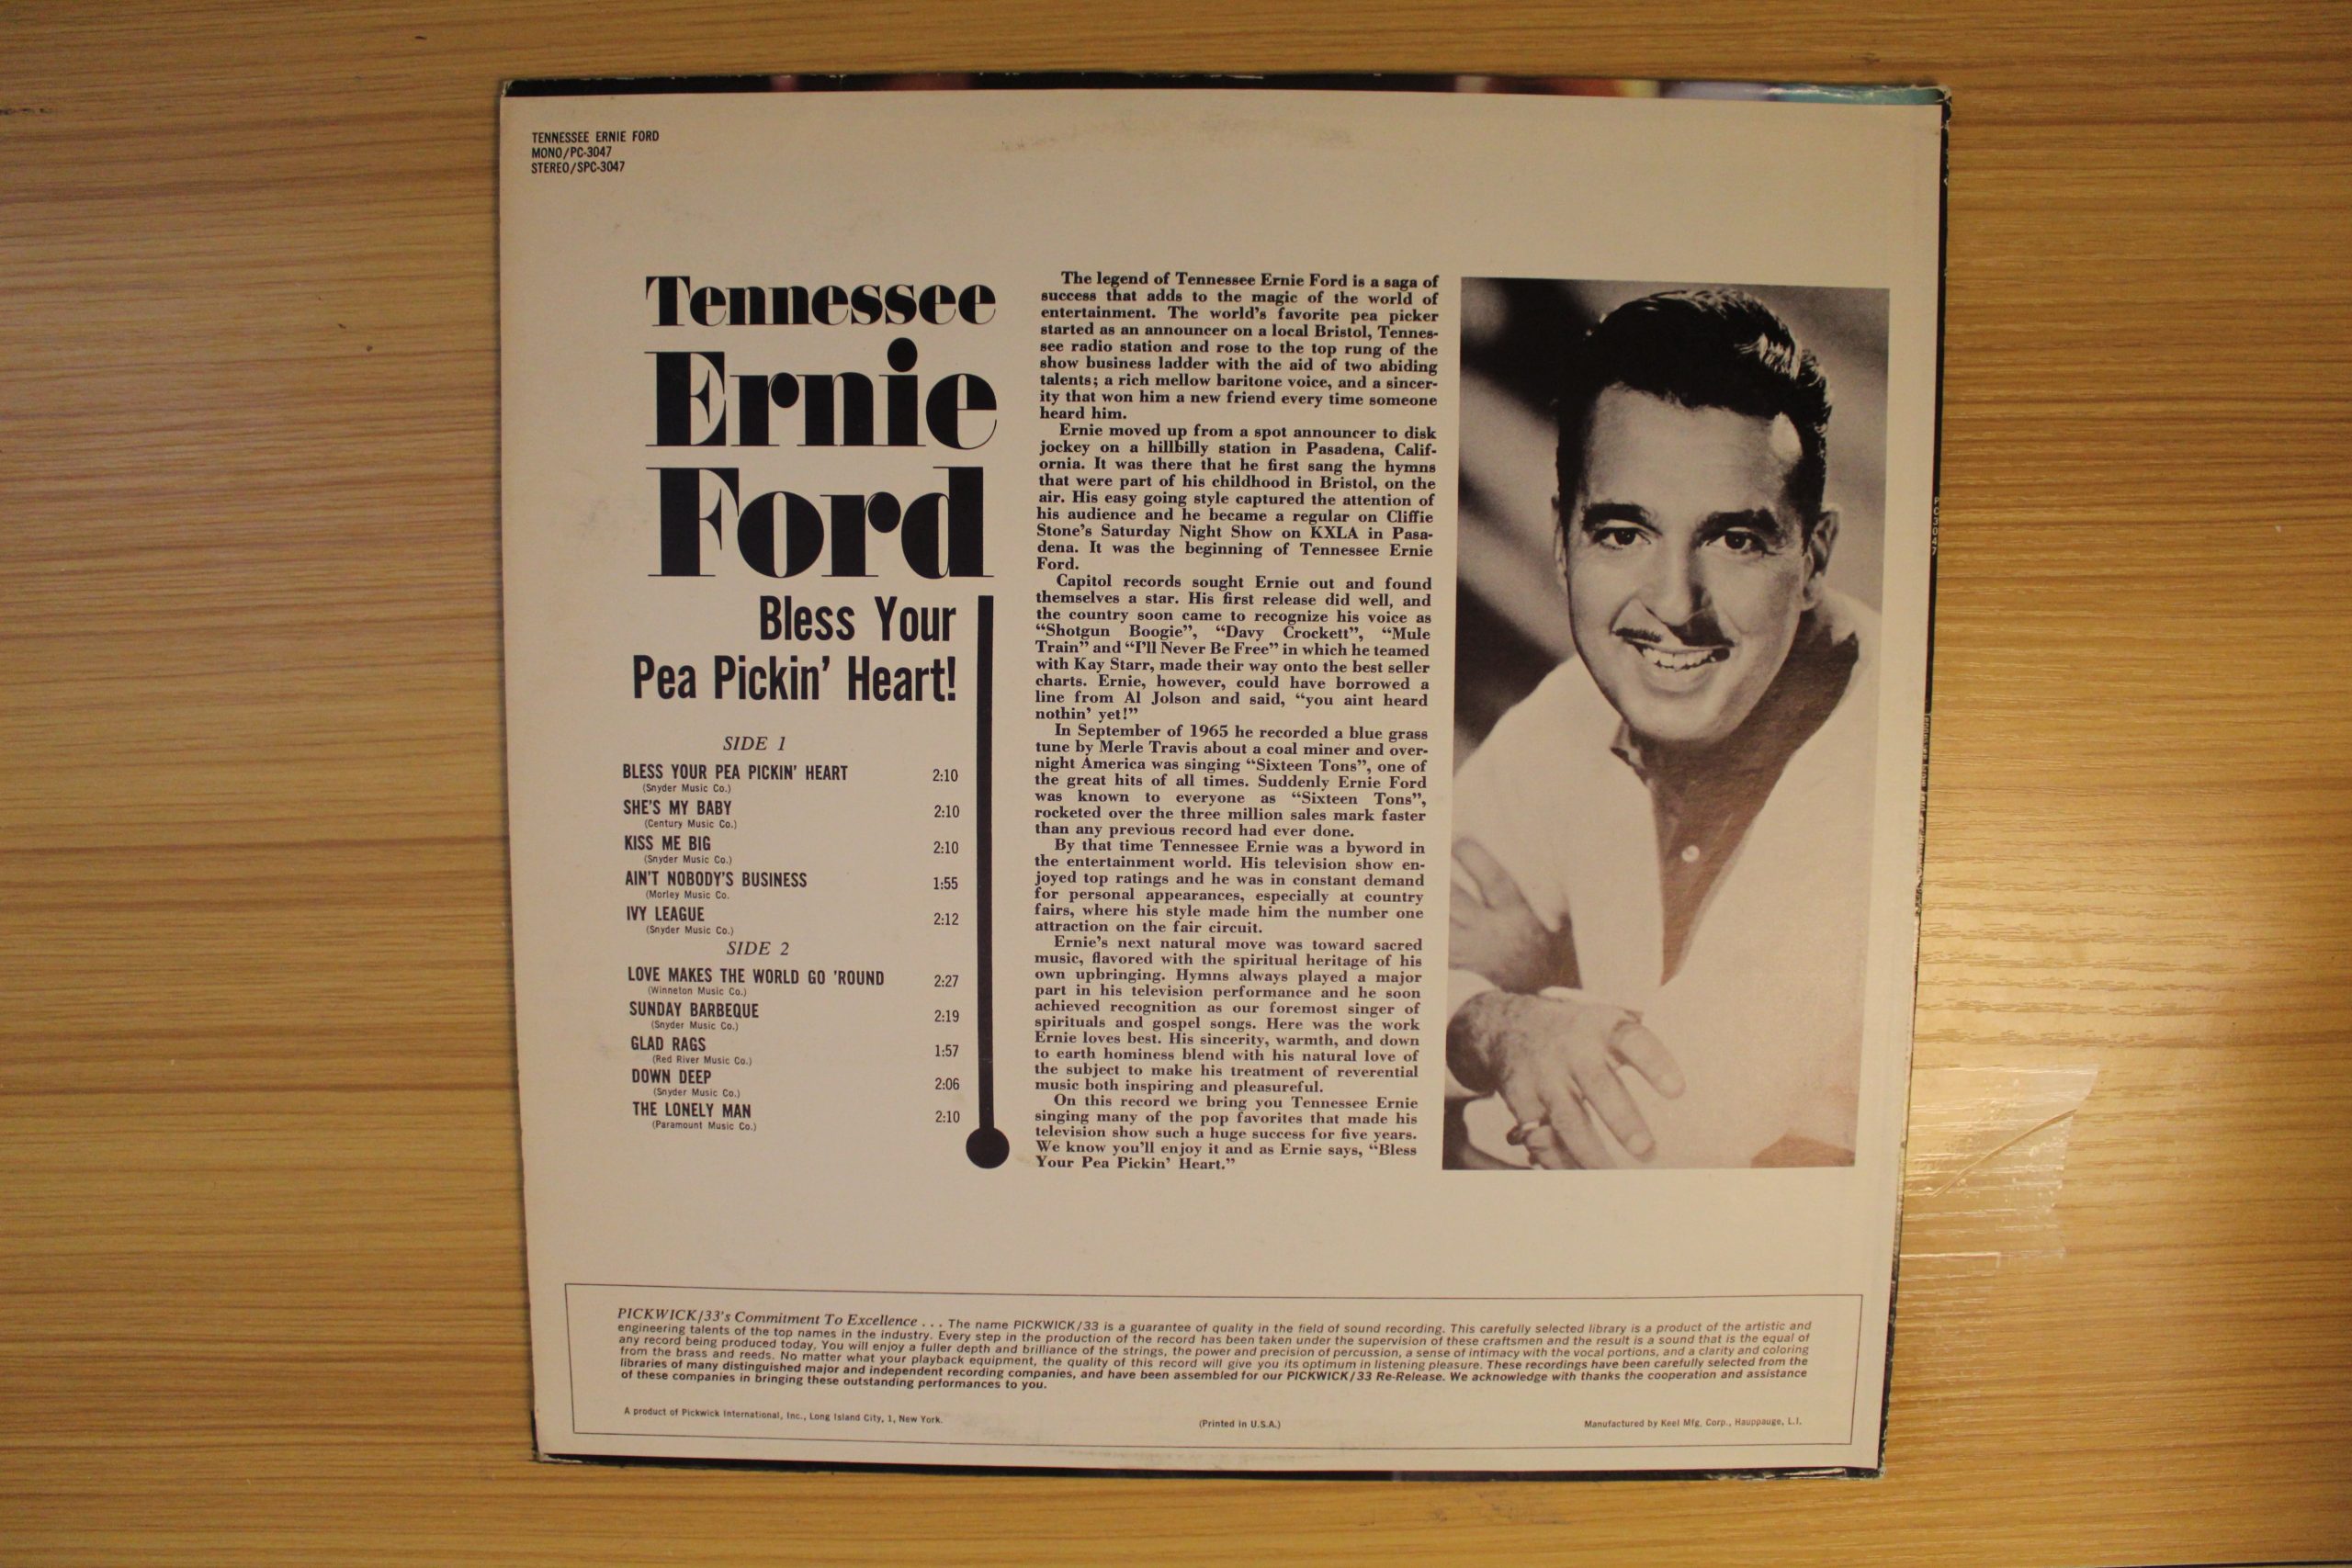 TENNESSEE ERNIE FORD
MONO/PC-3047
STEREO/SPC-3047
Tennessee
Ernie
Ford
Bless Your
Pea Pickin' Heart!
SIDE 1
BLESS YOUR PEA PICKIN' HEART 2:10
(Snyder Music Co.)
SHE'S MY BABY 2:10
(Century Music Co.)
KISS ME BIG 2:10
(Snyder Music Co.)
AIN'T NOBODY'S BUSINESS 1:55
(Morley Music Co.
IVY LEAGUE 2:12
(Snyder Music Co.)
SIDE 2
LOVE MAKES THE WORLD GO 'ROUND 2:27
(Winneton Music Co.)
SUNDAY BARBEQUE 2:19
(Snyder Music Co.)
GLAD RAGS 1:57
(Red River Music Co.)
DOWN DEEP 2:06
(Snyder Music Co.)
THE LONELY MAN 2:10
(Paramount Music Co.)
The legend of Tennessee Ernie Ford is a saga of
success that adds to the magic of the world of
entertainment. The world's favorite pea picker
started as an announcer on a local Bristol, Tennes-
see radio station and rose to the top rung of the
show business ladder with the aid of two abiding
talents; a rich mellow baritone voice, and a sincer-
ity that won him a new friend every time someone
heard him.
Ernie moved up from a spot announcer to disk
jockey on a hillbilly station in Pasadena, Calif-
ornia. It was there that he first sang the hymns
that were part of his childhood in Bristol, on the
air. His easy going style captured the attention of
his audience and he became a regular on Cliffie
Stone's Saturday Night Show on KXLA in Pasa-
dena. It was the beginning of Tennessee Ernie
Ford.
Capitol records sought Ernie out and found
themselves a star. His first release did well, and
the country soon came to recognize his voice as
"Shotgun Boogie", "Davy Crockett", "Mule
Train" and "I'll Never Be Free" in which he teamed
with Kay Starr, made their way onto the best seller
charts. Ernie, however, could have borrowed a
line from Al Jolson and said, "you aint heard
nothin' yet!"
In September of 1965 he recorded a blue grass
tune by Merle Travis about a coal miner and over-
night America was singing "Sixteen Tons", one of
the great hits of all times. Suddenly Ernie Ford
was known to everyone as "Sixteen Tons",
rocketed over the three million sales mark faster
than any previous record had ever done.
By that time Tennessee Ernie was a byword in
the entertainment world. His television show en-
joyed top ratings and he was in constant demand
for personal appearances, especially at country
fairs, where his style made him the number one
attraction on the fair circuit.
Ernie's next natural move was toward sacred
music, flavored with the spiritual heritage of his
own upbringing. Hymns always played a major
part in his television performance and he soon
achieved recognition as our foremost singer of
spirituals and gospel songs. Here was the work
Ernie loves best. His sincerity, warmth, and down
to earth hominess blend with his natural love of
the subject to make his treatment of reverential
music both inspiring and pleasureful.
On this record we bring you Tennessee Ernie
singing many of the pop favorites that made his
television show such a huge success for five years.
We know you'll enjoy it and as Ernie says, "Bless
Your Pea Pickin' Heart."
PC3047
PICKWICK/33's Commitment To Excellence . . . The name PICKWICK/33 is a guarantee of quality in the field of sound recording. This carefully selected library is a product of the artistic and
engineering talents of the top names in the industry. Every step in the production of the record has been taken under the supervision of these craftsmen and the result is a sound that is the equal of
any record being produced today, You will enjoy a fuller depth and brilliance of the strings, the power and precision of percussion, a sense of intimacy with the vocal portions, and a clarity and coloring
from the brass and reeds. No matter what your playback equipment, the quality of this record will give you its optimum in listening pleasure. These recordings have been carefully selected from the
libraries of many distinguished major and independent recording companies, and have been assembled for our PICKWICK/33 Re-Release. We acknowledge with thanks the cooperation and assistance
of these companies in bringing these outstanding performances to you.
A product of Pickwick International, Inc., Long Island City, 1, New York.
(Printed in U.S.A.)
Manufactured by Keel Mfg. Corp., Hauppauge, L.I.